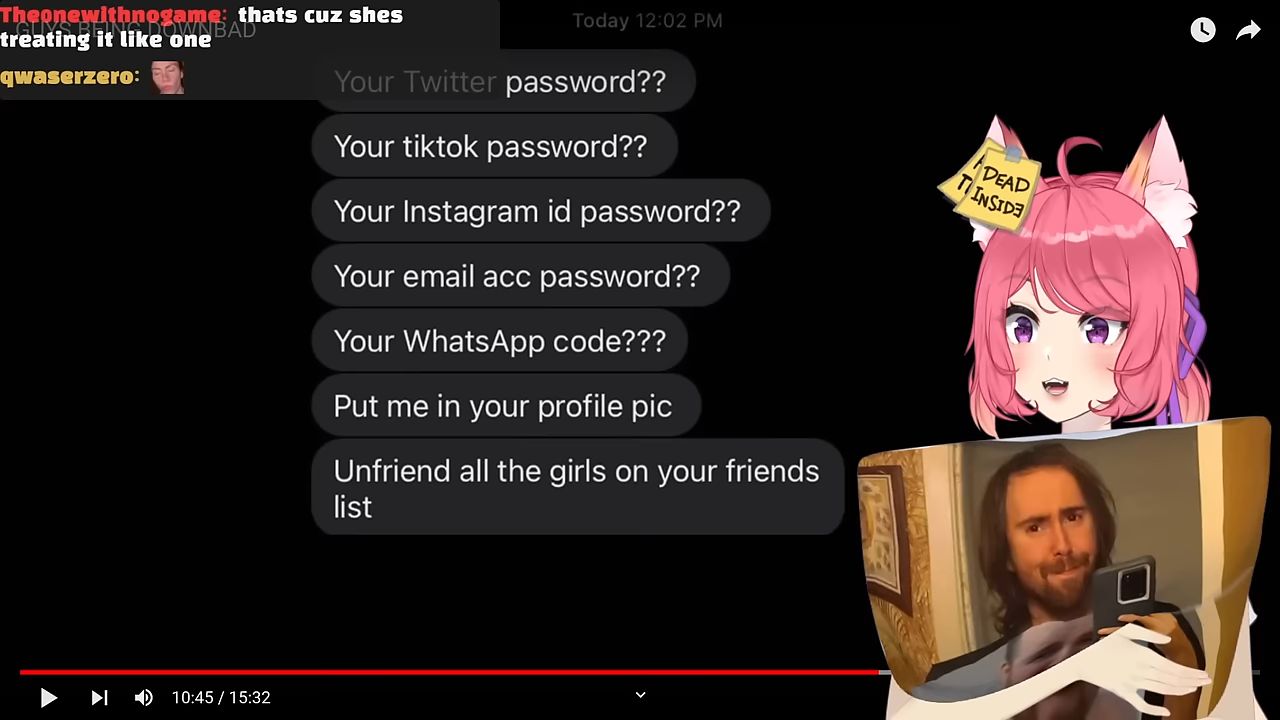 Theonewithnogame: thats cuz shes
treating it like one
GUYS BEING DOWNBAD
qwaserzero:
Today 12:02 PM
Your Twitter password??
Your tiktok password??
Your Instagram id password??
Your email acc password??
Your WhatsApp code???
Put me in your profile pic
Unfriend all the girls on your friends
list
DEAD
INSIDE
10:45 / 15:32